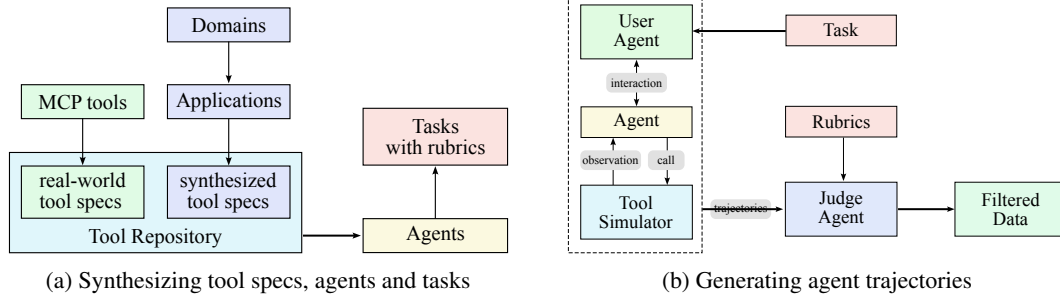 Domains
MCP tools
Applications
real-world
tool specs
synthesized
tool specs
Tool Repository
Tasks
with rubrics
Agents
(a) Synthesizing tool specs, agents and tasks
User
Agent
Task
interaction
Agent
observation
call
Tool
Simulator
trajectories
Rubrics
Judge
Agent
Filtered
Data
(b) Generating agent trajectories